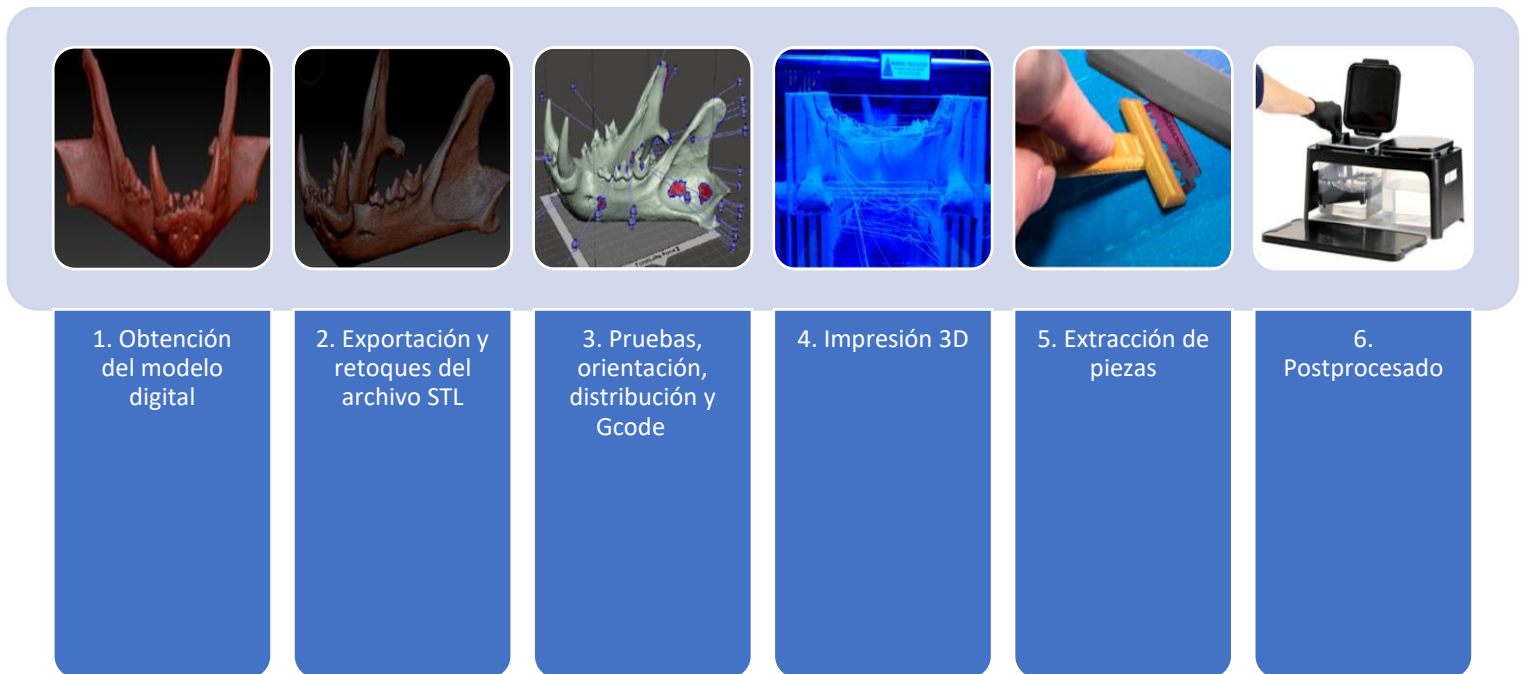 1. Obtención
del modelo
digital
2. Exportación y
retoques del
archivo STL
3. Pruebas,
orientación,
distribución y
Gcode
4. Impresión 3D
5. Extracción de
piezas
6.
Postprocesado